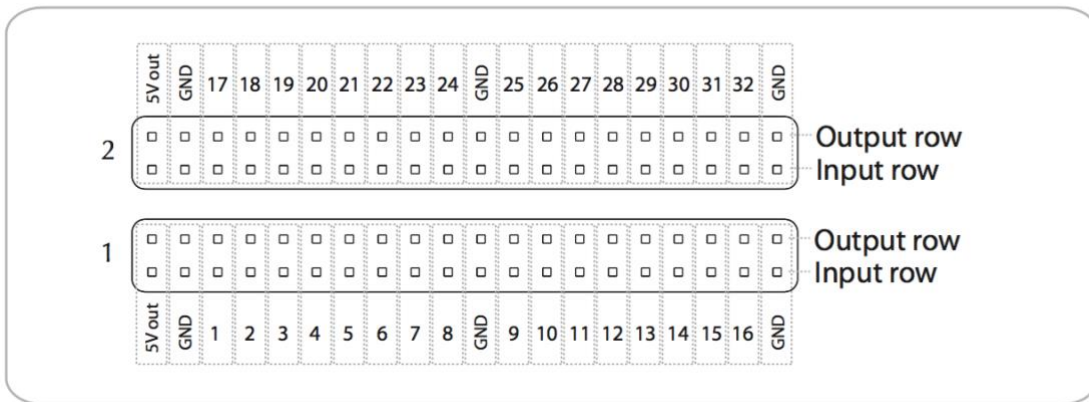 5V out GND 17 18 19 20 21 22 23 24 GND 25 26 27 28 29 30 31 32 GND
2
Output row
Input row
1
Output row
Input row
5V out GND 1 2 3 4 5 6 7 8 GND 9 10 11 12 13 14 15 16 GND